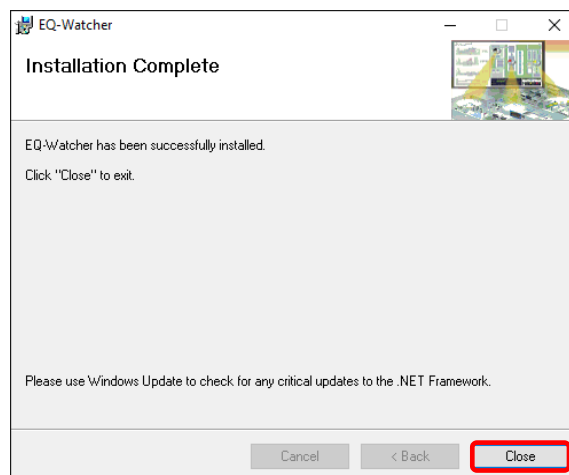 EQ-Watcher
Installation Complete
EQ-Watcher has been successfully installed.
Click "Close" to exit.
Please use Windows Update to check for any critical updates to the .NET Framework.
Cancel
< Back
Close